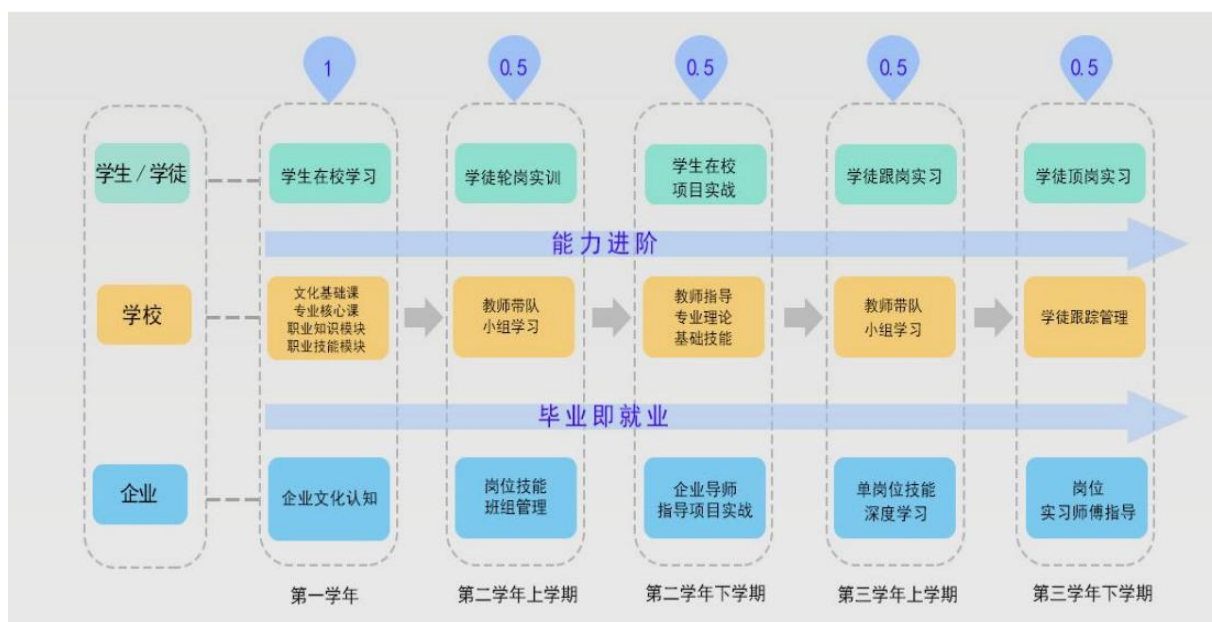 1
0.5
0.5
0.5
0.5
学生/学徒
学生在校学习
学徒轮岗实训
学生在校
项目实战
学徒跟岗实习
学徒顶岗实习
能力进阶
学校
文化基础课
专业核心课
职业知识模块
职业技能模块
教师带队
小组学习
教师指导
专业理论
基础技能
教师带队
小组学习
学徒跟踪管理
毕业即就业
企业
企业文化认知
岗位技能
班组管理
企业导师
指导项目实战
单岗位技能
深度学习
岗位
实习师傅指导
第一学年
第二学年上学期
第二学年下学期
第三学年上学期
第三学年下学期